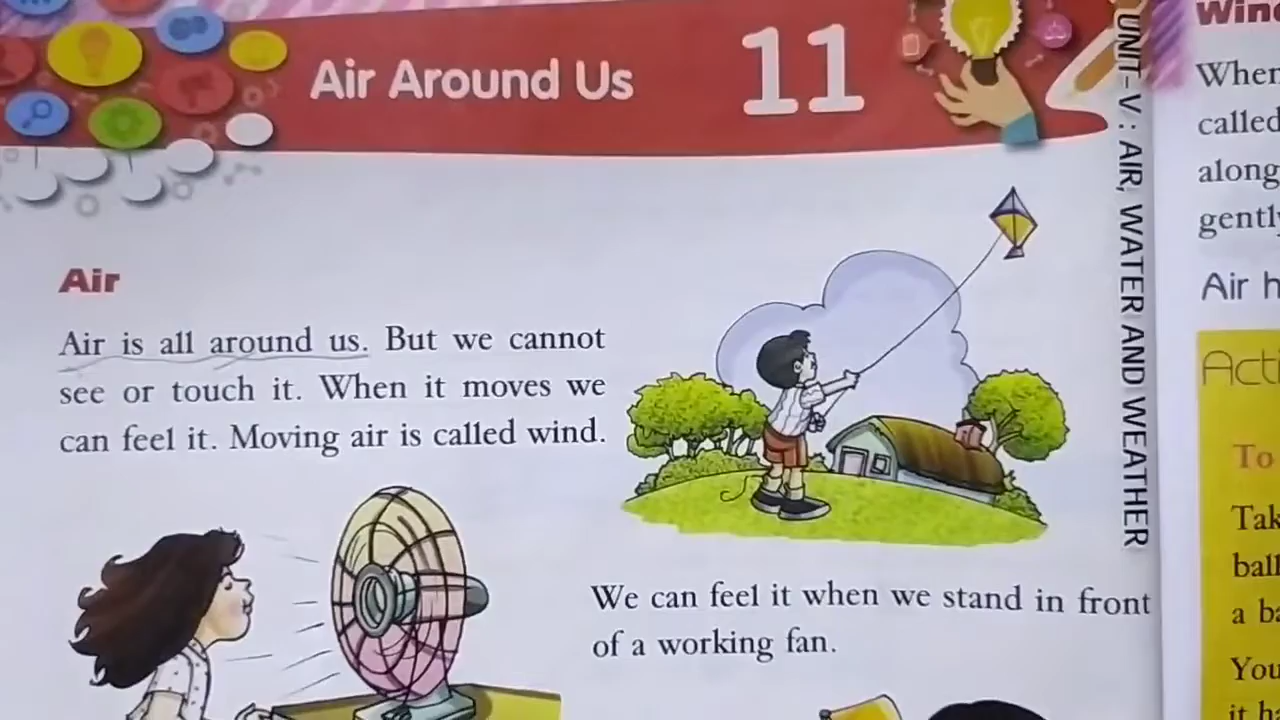 Air Around Us 11
UNIT-V : AIR, WATER AND WEATHER
Air
Air is all around us. But we cannot
see or touch it. When it moves we
can feel it. Moving air is called wind.
We can feel it when we stand in front
of a working fan.
called
along
Air
To
a